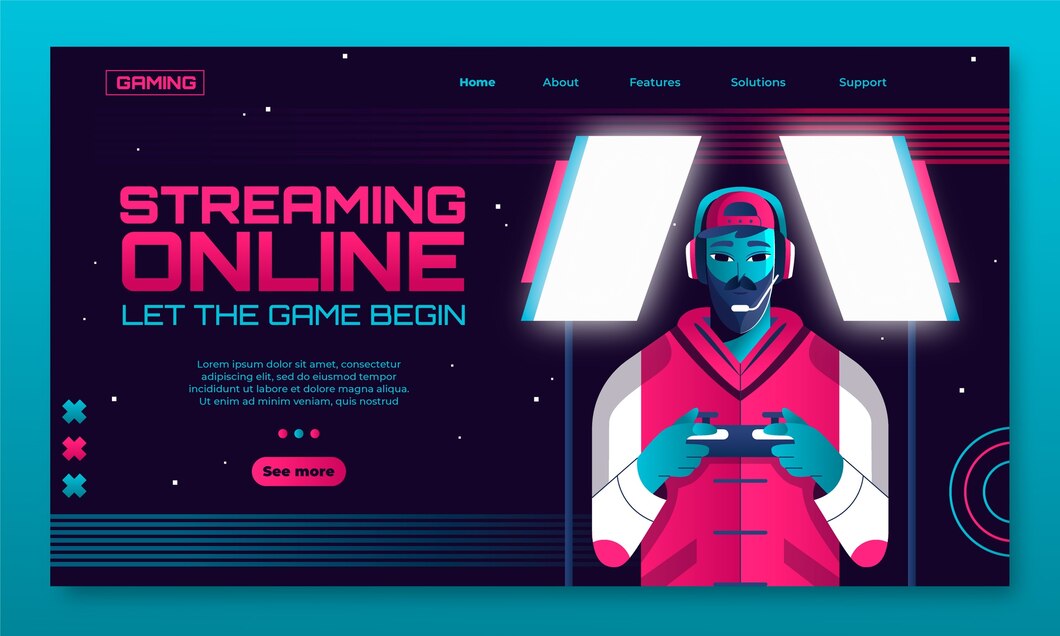 GAMING
Home About Features Solutions Support
STREAMING
ONLINE
LET THE GAME BEGIN
Lorem ipsum dolor sit amet, consectetur
adipiscing elit, sed do eiusmod tempor
incididunt ut labore et dolore magna aliqua.
Ut enim ad minim veniam, quis nostrud
See more